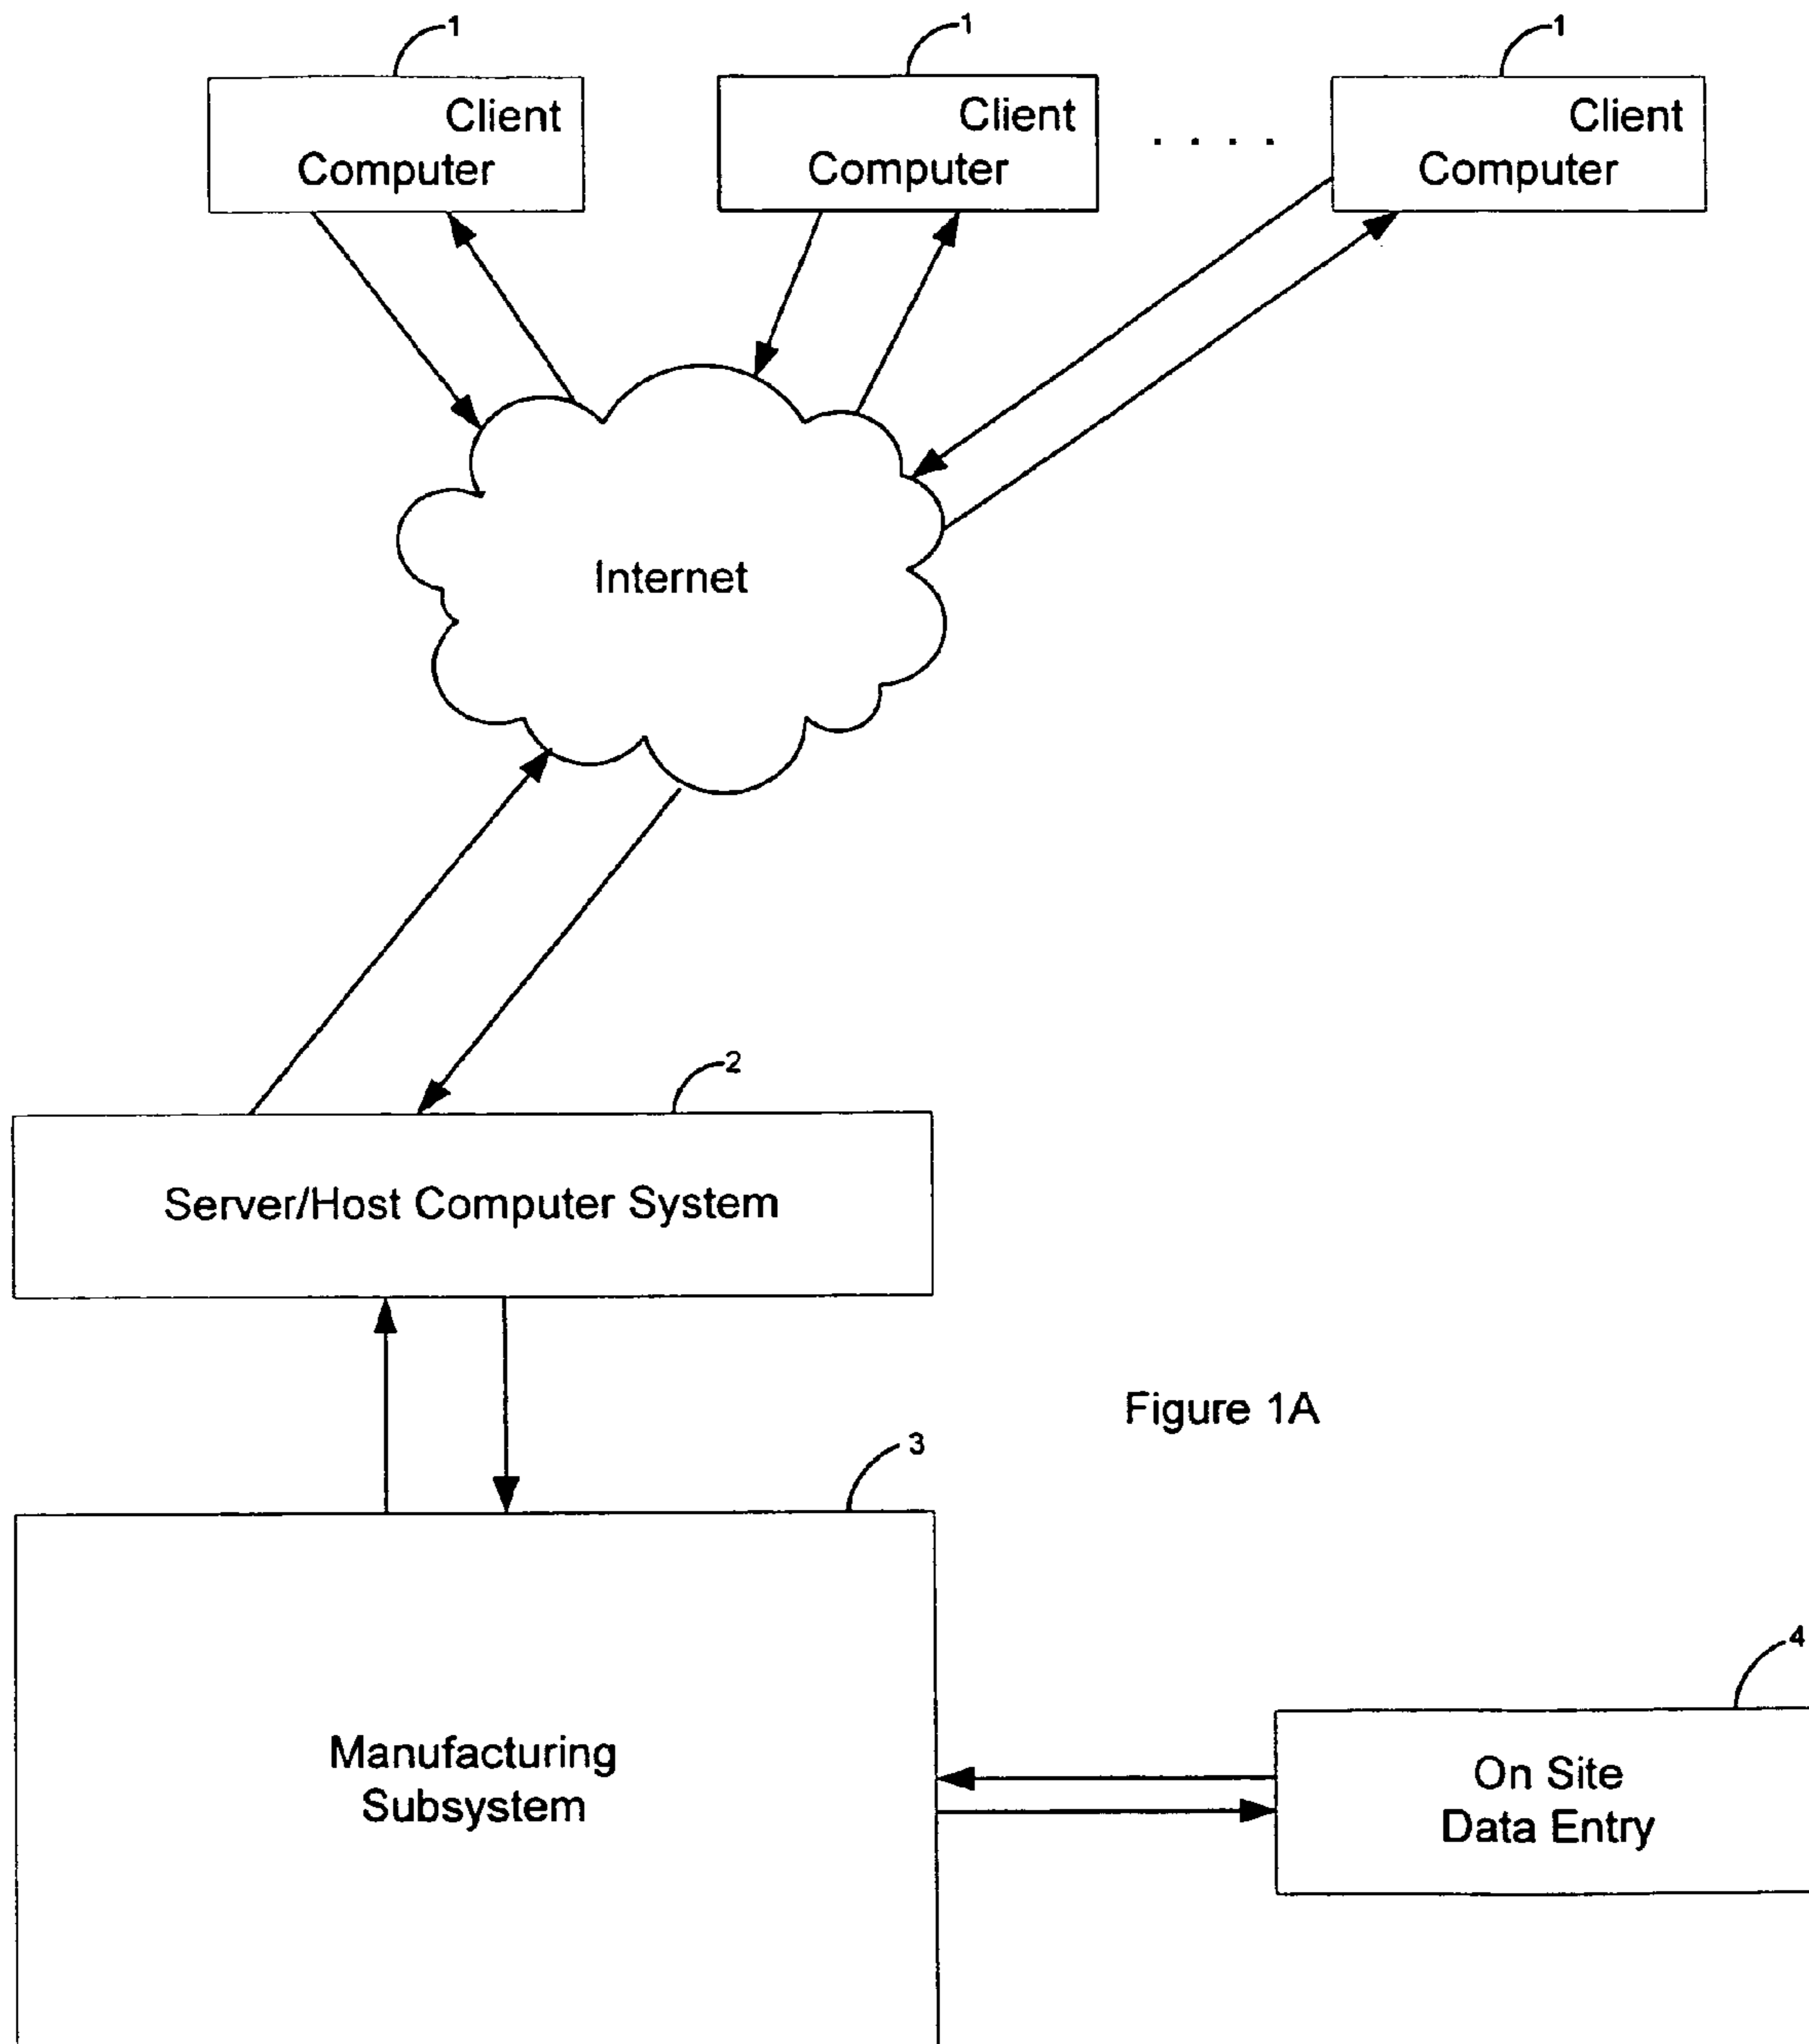 1
1
1
Client
Computer
Client
Computer
. . . .
Client
Computer
Internet
2
Server/Host Computer System
Figure 1A
3
4
Manufacturing
Subsystem
On Site
Data Entry